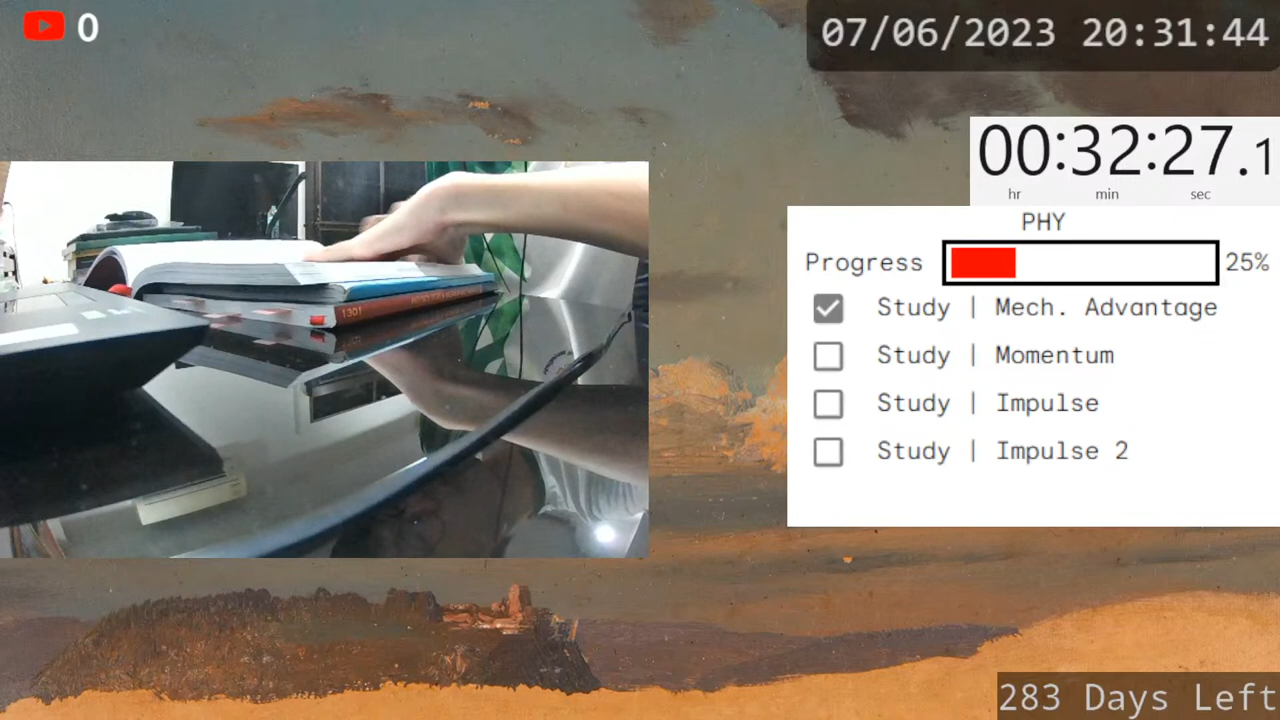 0
07/06/2023 20:31:44
00:32:27.1
hr min sec
PHY
Progress 25%
Study | Mech. Advantage
Study | Momentum
Study | Impulse
Study | Impulse 2
1301
283 Days Left